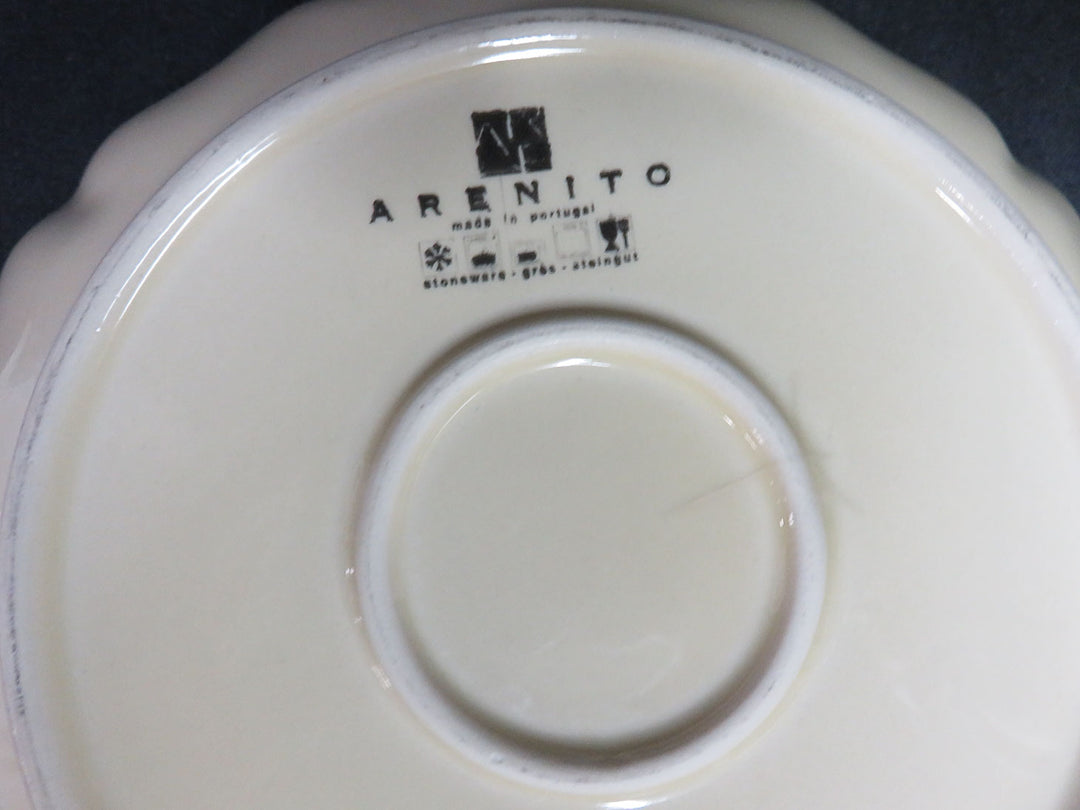 ARENITO
made in portugal
stoneware - grès - steingut